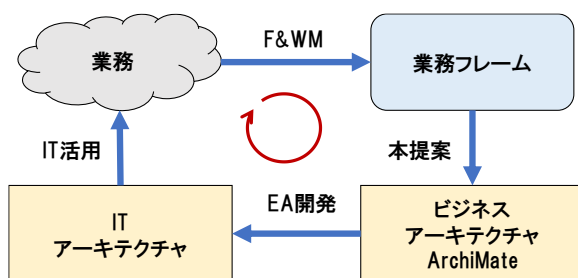 F&WM
業務
業務フレーム
IT活用
本提案
IT
アーキテクチャ
EA開発
ビジネス
アーキテクチャ
ArchiMate